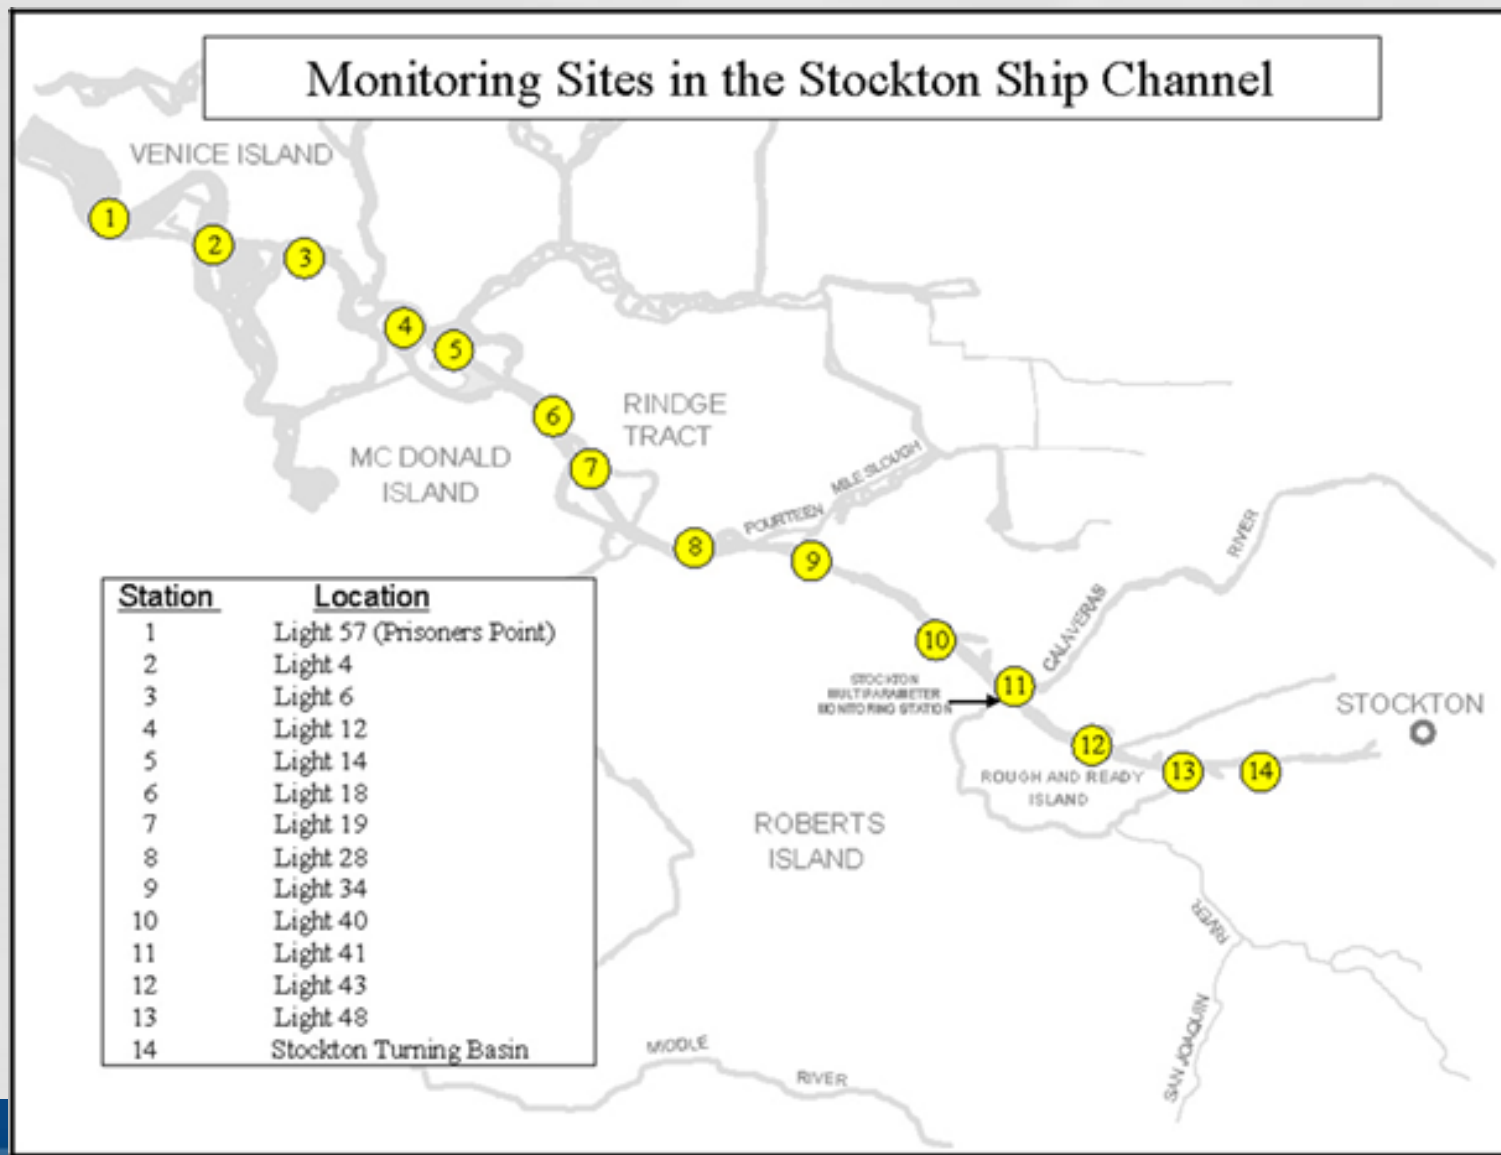 Monitoring Sites in the Stockton Ship Channel
VENICE ISLAND
1
2
3
4
5
6
7
8
9
10
11
12
13
14
RINDGE
TRACT
MC DONALD
ISLAND
FOURTEEN MILE SLOUGH
CALAVERAS RIVER
STOCKTON
MULTIPARAMETER
MONITORING STATION
STOCKTON
ROUGH AND READY
ISLAND
ROBERTS
ISLAND
SAN JOAQUIN RIVER
MIDDLE RIVER
Station Location
1 Light 57 (Prisoners Point)
2 Light 4
3 Light 6
4 Light 12
5 Light 14
6 Light 18
7 Light 19
8 Light 28
9 Light 34
10 Light 40
11 Light 41
12 Light 43
13 Light 48
14 Stockton Turning Basin